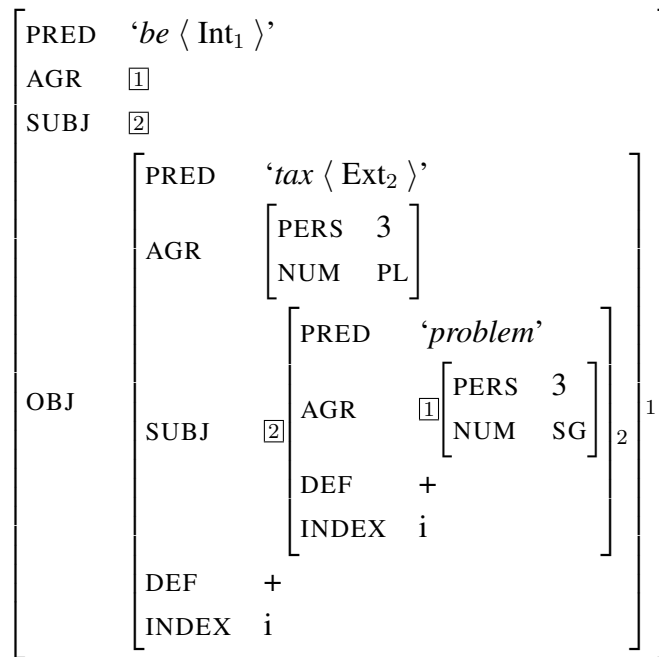 PRED ‘be ⟨ Int₁ ⟩’
AGR 1
SUBJ 2
PRED ‘tax ⟨ Ext₂ ⟩’
AGR PERS 3
NUM PL
OBJ SUBJ 2 PRED ‘problem’
AGR 1 PERS 3
NUM SG
DEF +
INDEX i
2
1
DEF +
INDEX i